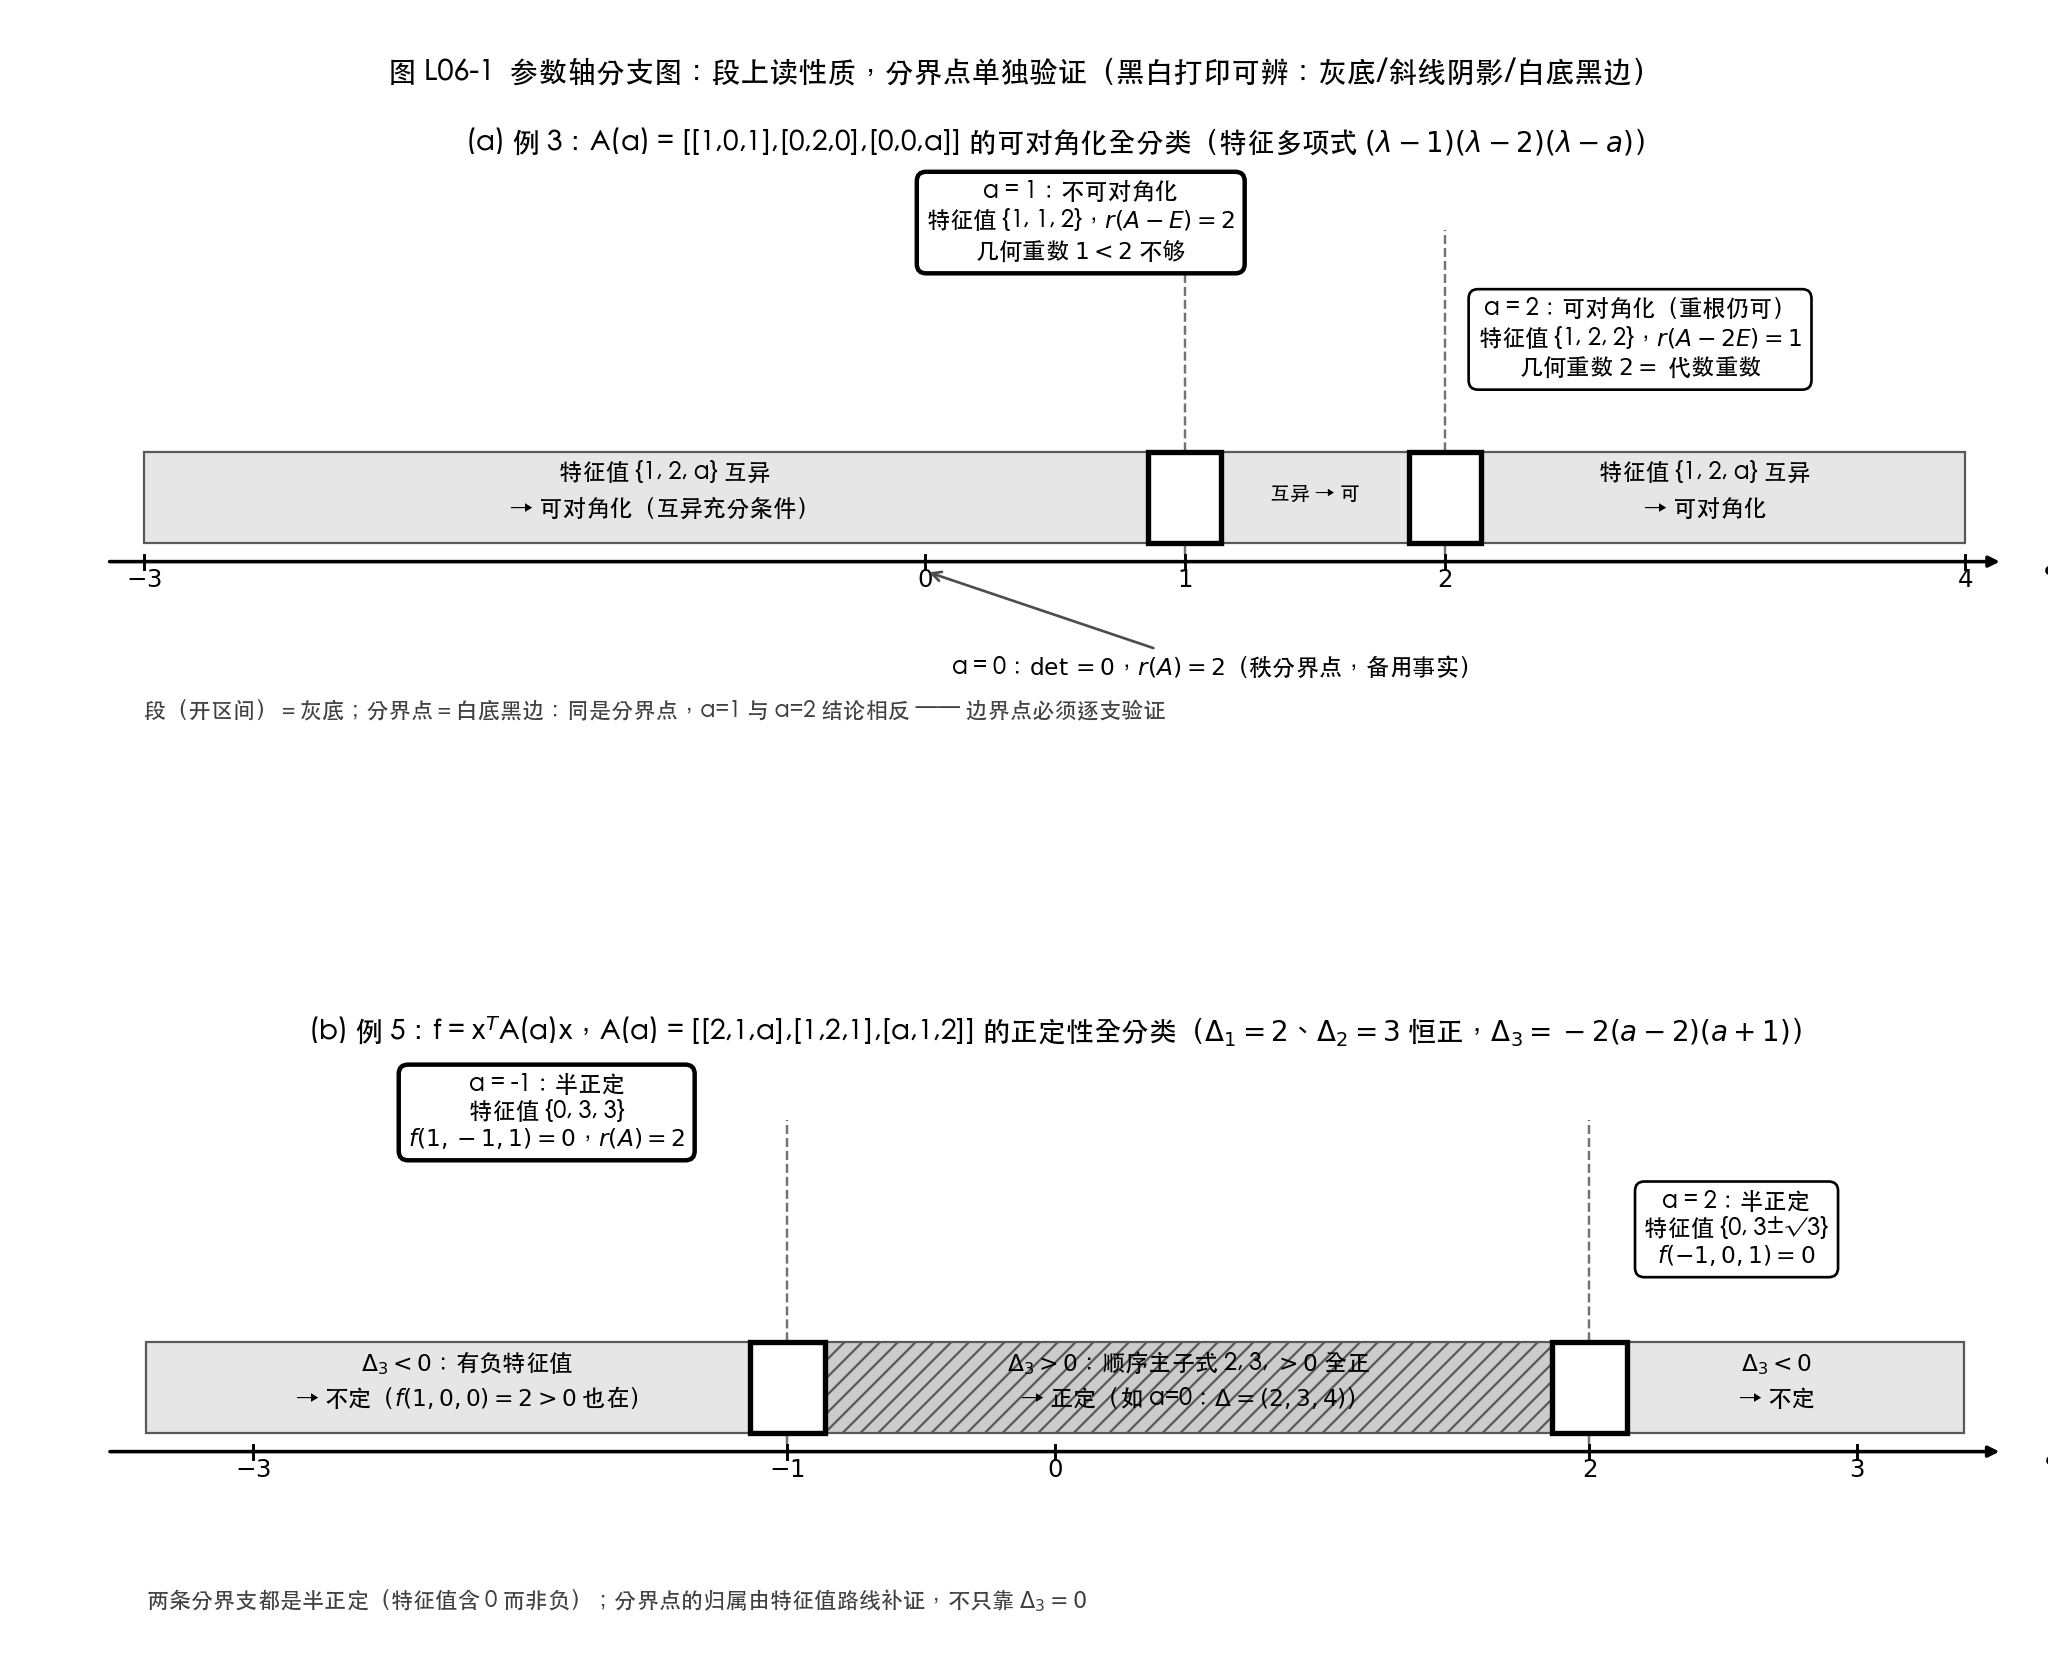 图 L06-1 参数轴分支图：段上读性质，分界点单独验证（黑白打印可辨：灰底/斜线阴影/白底黑边）
(a) 例 3：A(a) = [[1,0,1],[0,2,0],[0,0,a]] 的可对角化全分类（特征多项式 (λ − 1)(λ − 2)(λ − a)）
a = 1：不可对角化
特征值 {1, 1, 2}，r(A − E) = 2
几何重数 1 < 2 不够
a = 2：可对角化（重根仍可）
特征值 {1, 2, 2}，r(A − 2E) = 1
几何重数 2 = 代数重数
特征值 {1, 2, a} 互异
→ 可对角化（互异充分条件）
互异 → 可
特征值 {1, 2, a} 互异
→ 可对角化
−3 0 1 2 4
a = 0：det = 0，r(A) = 2（秩分界点，备用事实）
段（开区间）= 灰底；分界点 = 白底黑边：同是分界点，a=1 与 a=2 结论相反 —— 边界点必须逐支验证
(b) 例 5：f = xᵀA(a)x，A(a) = [[2,1,a],[1,2,1],[a,1,2]] 的正定性全分类（Δ₁ = 2、Δ₂ = 3 恒正，Δ₃ = −2(a − 2)(a + 1)）
a = -1：半正定
特征值 {0, 3, 3}
f(1, −1, 1) = 0，r(A) = 2
a = 2：半正定
特征值 {0, 3±√3}
f(−1, 0, 1) = 0
Δ₃ < 0：有负特征值
→ 不定（f(1, 0, 0) = 2 > 0 也在）
Δ₃ > 0：顺序主子式 2, 3, > 0 全正
→ 正定（如 a=0：Δ = (2, 3, 4)）
Δ₃ < 0
→ 不定
−3 −1 0 2 3
两条分界支都是半正定（特征值含 0 而非负）；分界点的归属由特征值路线补证，不只靠 Δ₃ = 0